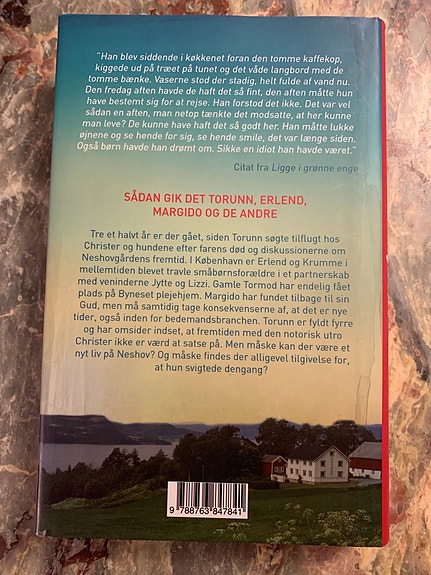 "Han blev siddende i køkkenet foran den tomme kaffekop,
kiggede ud på træet på tunet og det våde langbord med de
tomme bænke. Vaserne stod der stadig, helt fulde af vand nu.
Den fredag aften havde de haft det så fint, den aften måtte hun
have bestemt sig for at rejse. Han forstod det ikke. Det var vel
sådan en aften, man netop tænkte det modsatte, at her kunne
man leve? De kunne have haft det så godt her. Han måtte lukke
øjnene og se hende for sig, se hende smile, det var længe siden.
Også børn havde han drømt om. Sikke en idiot han havde været."
Citat fra Ligge i grønne enge
SÅDAN GIK DET TORUNN, ERLEND,
MARGIDO OG DE ANDRE
Tre et halvt år er der gået, siden Torunn søgte tilflugt hos
Christer og hundene efter farens død og diskussionerne om
Neshovgårdens fremtid. I København er Erlend og Krumme i
mellemtiden blevet travle småbørnsforældre i et partnerskab
med veninderne Jytte og Lizzi. Gamle Tormod har endelig fået
plads på Byneset plejehjem. Margido har fundet tilbage til sin
Gud, men må samtidig tage konsekvenserne af, at det er nye
tider, også inden for bedemandsbranchen. Torunn er fyldt fyrre
og har omsider indset, at fremtiden med den notorisk utro
Christer ikke er værd at satse på. Men måske kan der være et
nyt liv på Neshov? Og måske findes der alligevel tilgivelse for,
at hun svigtede dengang?
9 788763 847841